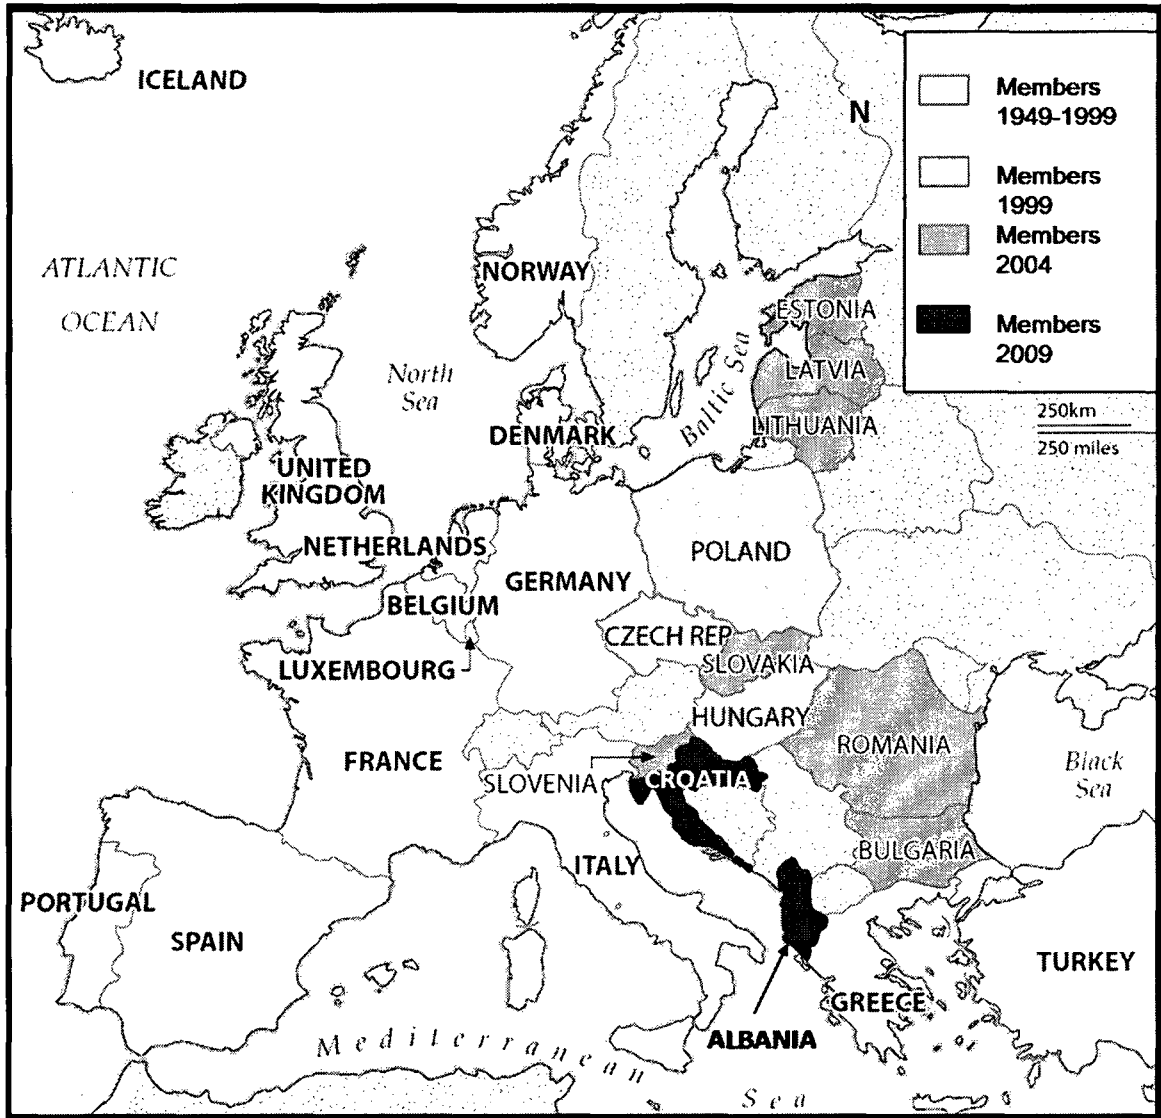 ICELAND
N
Members
1949-1999
Members
1999
Members
2004
Members
2009
ATLANTIC
OCEAN
NORWAY
North
Sea
Baltic Sea
ESTONIA
LATVIA
LITHUANIA
250km
250 miles
DENMARK
UNITED
KINGDOM
NETHERLANDS
POLAND
GERMANY
BELGIUM
CZECH REP
SLOVAKIA
LUXEMBOURG
HUNGARY
ROMANIA
FRANCE
SLOVENIA
CROATIA
Black
Sea
BULGARIA
ITALY
PORTUGAL
SPAIN
TURKEY
GREECE
ALBANIA
Mediterranean
Sea